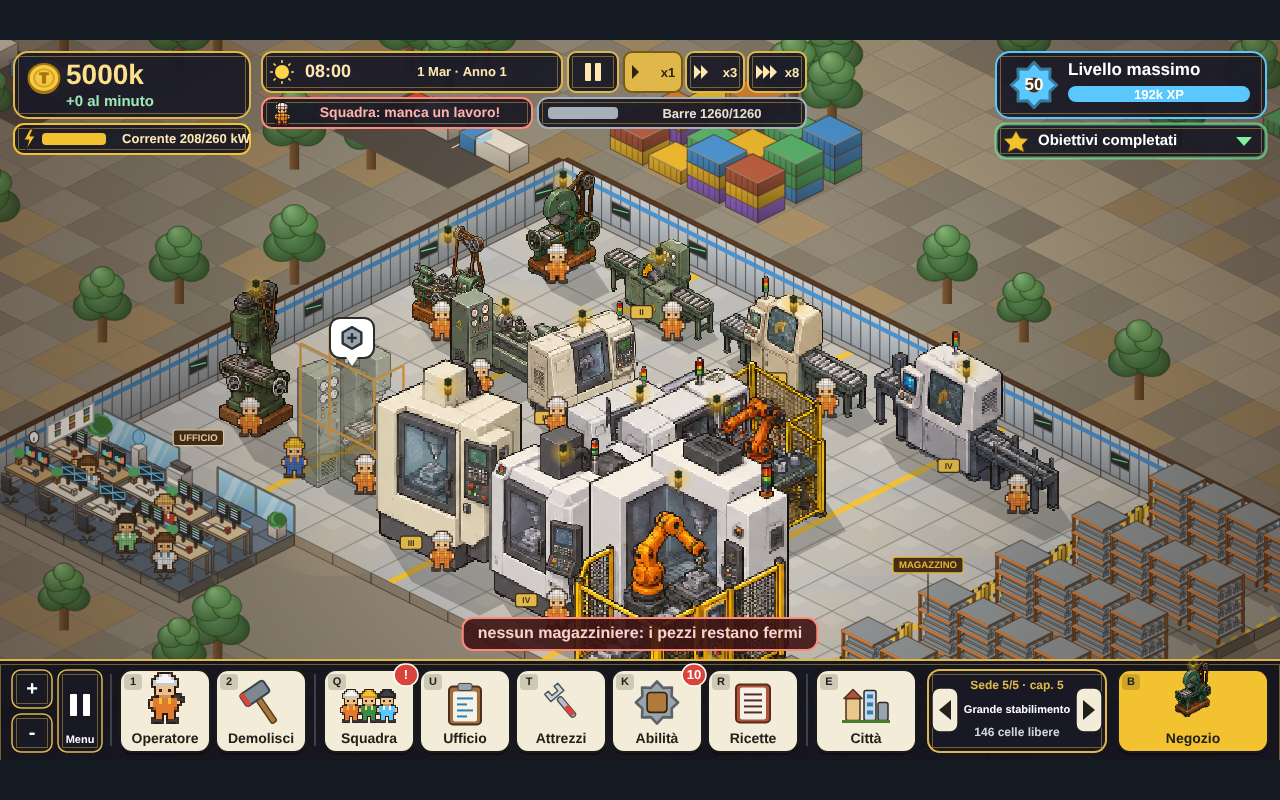 5000k
+0 al minuto
Corrente 208/260 kW
08:00
1 Mar · Anno 1
x1
x3
x8
Squadra: manca un lavoro!
Barre 1260/1260
50
Livello massimo
192k XP
Obiettivi completati
UFFICIO
II
III
IV
IV
MAGAZZINO
nessun magazziniere: i pezzi restano fermi
+
-
Menu
1
Operatore
2
Demolisci
Q
!
Squadra
U
Ufficio
T
Attrezzi
K
10
Abilità
R
Ricette
E
Città
Sede 5/5 · cap. 5
Grande stabilimento
146 celle libere
B
Negozio